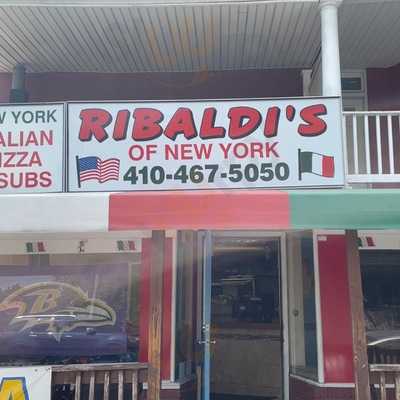 W YORK
ALIAN
IZZA
SUBS
RIBALDI'S
OF NEW YORK
410-467-5050
B
A